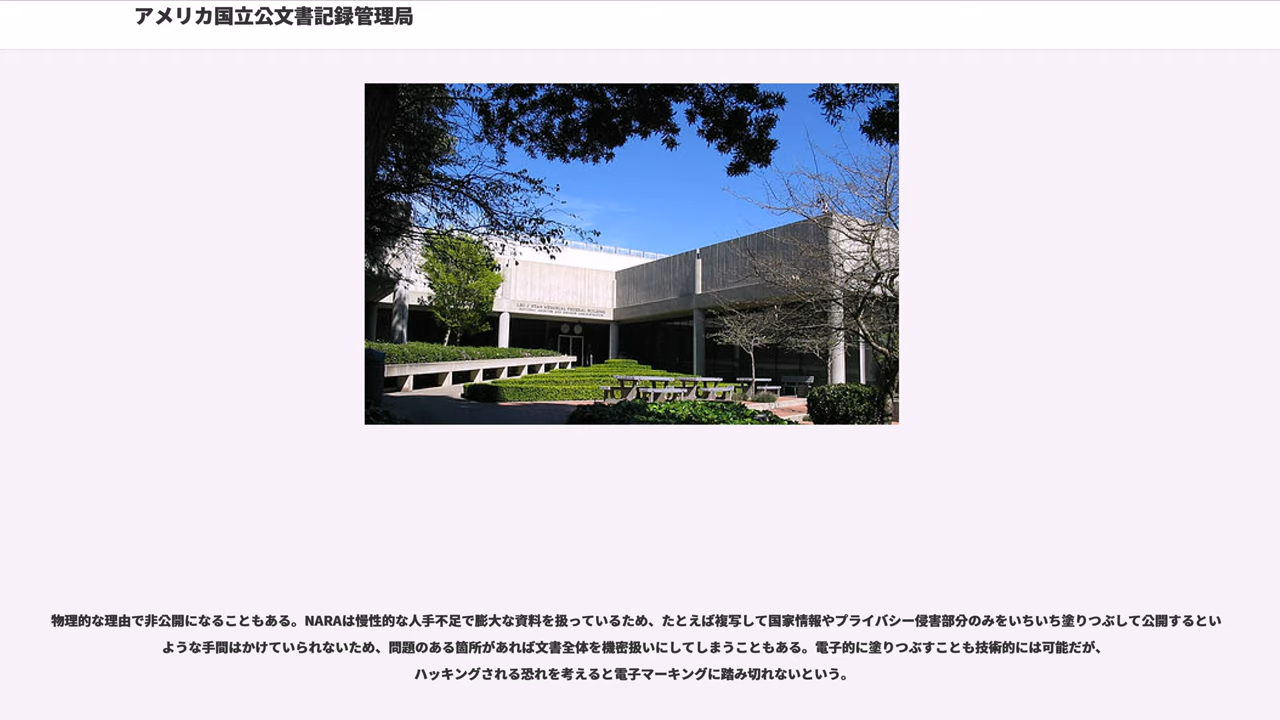 アメリカ国立公文書記録管理局
LEO J. RYAN MEMORIAL FEDERAL BUILDING
NATIONAL ARCHIVES AND RECORDS ADMINISTRATION
物理的な理由で非公開になることもある。NARAは慢性的な人手不足で膨大な資料を扱っているため、たとえば複写して国家情報やプライバシー侵害部分のみをいちいち塗りつぶして公開するとい
ような手間はかけていられないため、問題のある箇所があれば文書全体を機密扱いにしてしまうこともある。電子的に塗りつぶすことも技術的には可能だが、
ハッキングされる恐れを考えると電子マーキングに踏み切れないという。